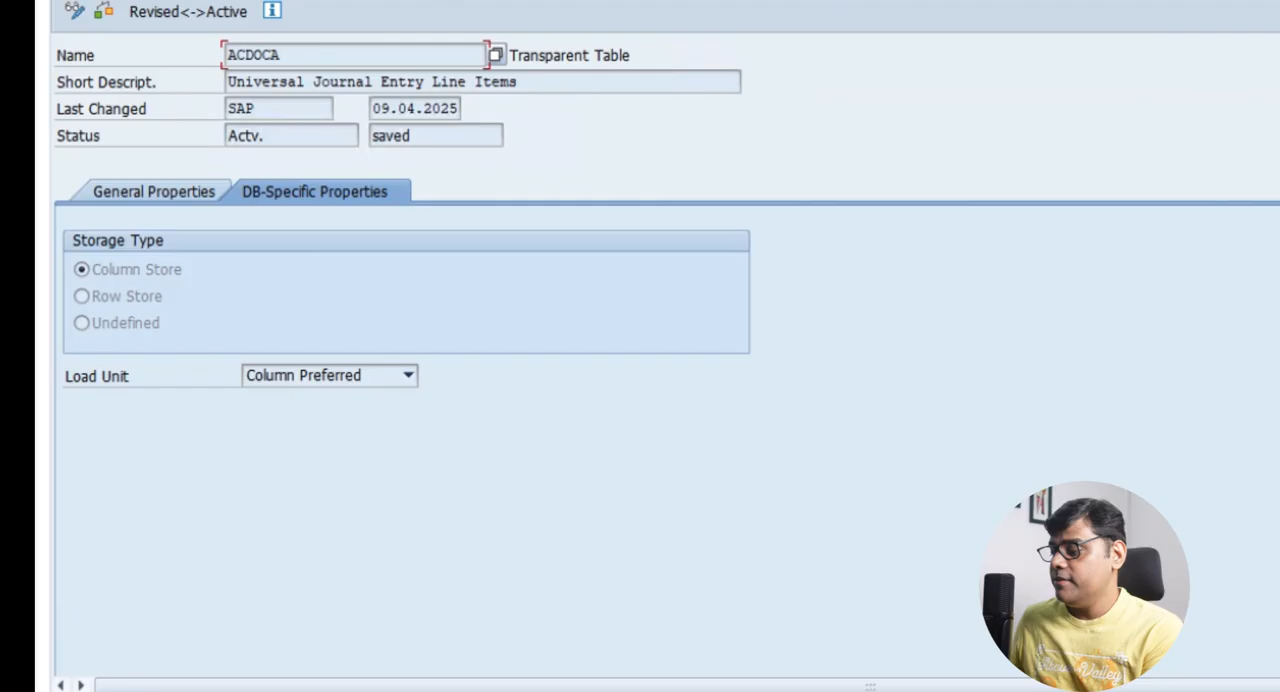 Revised<->Active
Name ACDOCA Transparent Table
Short Descript. Universal Journal Entry Line Items
Last Changed SAP 09.04.2025
Status Actv. saved
General Properties DB-Specific Properties
Storage Type
Column Store
Row Store
Undefined
Load Unit Column Preferred
Valley